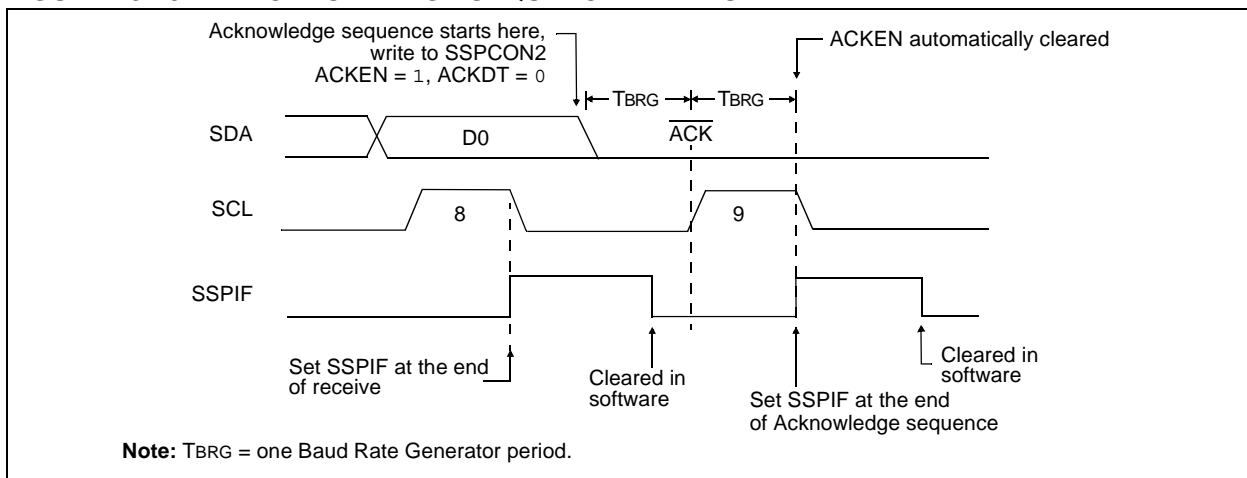 Acknowledge sequence starts here,
write to SSPCON2
ACKEN = 1, ACKDT = 0
ACKEN automatically cleared
TBRG
TBRG
SDA
D0
ACK
SCL
8
9
SSPIF
Set SSPIF at the end
of receive
Cleared in
software
Set SSPIF at the end
of Acknowledge sequence
Cleared in
software
Note: TBRG = one Baud Rate Generator period.